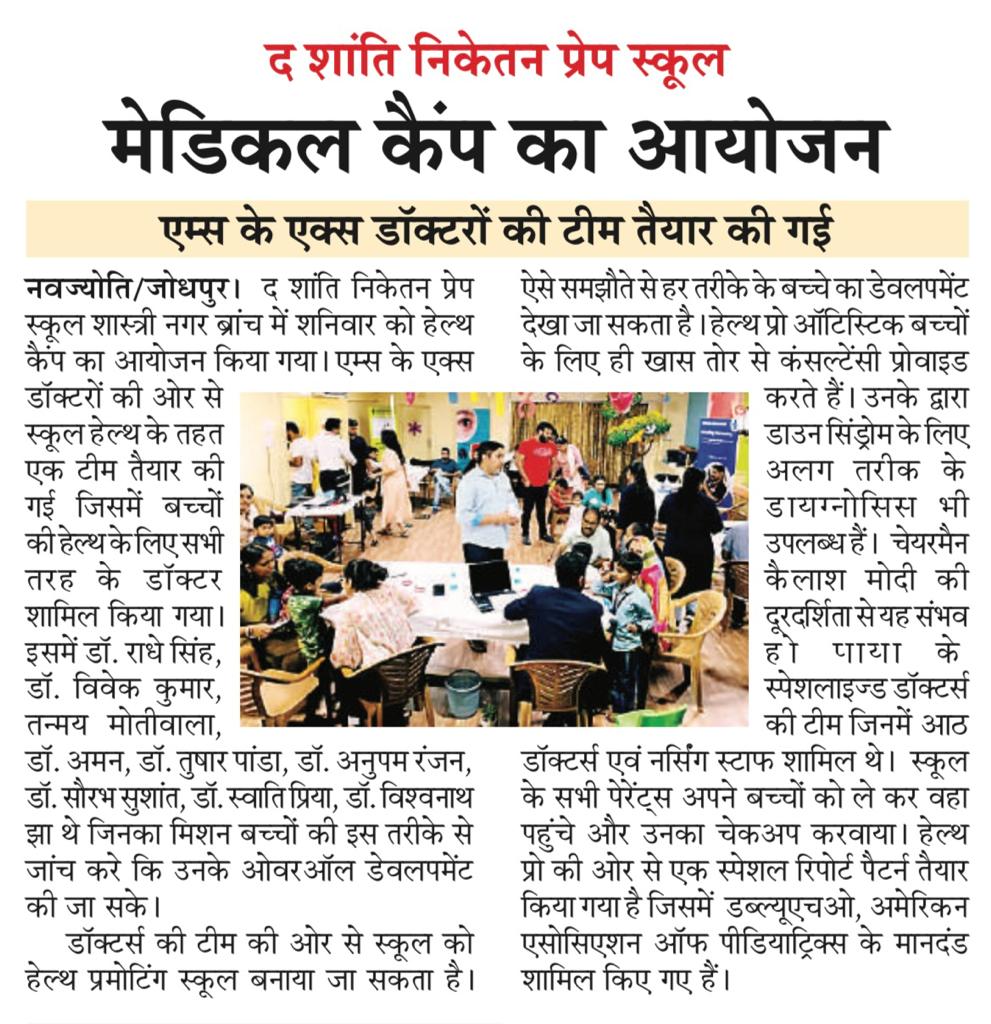 द शांति निकेतन प्रेप स्कूल
मेडिकल कैंप का आयोजन
एम्स के एक्स डॉक्टरों की टीम तैयार की गई
नवज्योति/जोधपुर। द शांति निकेतन प्रेप
स्कूल शास्त्री नगर ब्रांच में शनिवार को हेल्थ
कैंप का आयोजन किया गया। एम्स के एक्स
डॉक्टरों की ओर से
स्कूल हेल्थ के तहत
एक टीम तैयार की
गई जिसमें बच्चों
की हेल्थ के लिए सभी
तरह के डॉक्टर
शामिल किया गया।
इसमें डॉ. राधे सिंह,
डॉ. विवेक कुमार,
तन्मय मोतीवाला,
डॉ. अमन, डॉ. तुषार पांडा, डॉ. अनुपम रंजन,
डॉ. सौरभ सुशांत, डॉ. स्वाति प्रिया, डॉ. विश्वनाथ
झा थे जिनका मिशन बच्चों की इस तरीके से
जांच करे कि उनके ओवरऑल डेवलपमेंट
की जा सके।
डॉक्टर्स की टीम की ओर से स्कूल को
हेल्थ प्रमोटिंग स्कूल बनाया जा सकता है।
ऐसे समझौते से हर तरीके के बच्चे का डेवलपमेंट
देखा जा सकता है। हेल्थ प्रो ऑटिस्टिक बच्चों
के लिए ही खास तोर से कंसल्टेंसी प्रोवाइड
करते हैं। उनके द्वारा
डाउन सिंड्रोम के लिए
अलग तरीक के
डायग्नोसिस भी
उपलब्ध हैं। चेयरमैन
कैलाश मोदी की
दूरदर्शिता से यह संभव
हो पाया के
स्पेशलाइज्ड डॉक्टर्स
की टीम जिनमें आठ
डॉक्टर्स एवं नर्सिंग स्टाफ शामिल थे। स्कूल
के सभी पेरेंट्स अपने बच्चों को ले कर वहा
पहुंचे और उनका चेकअप करवाया। हेल्थ
प्रो की ओर से एक स्पेशल रिपोर्ट पैटर्न तैयार
किया गया है जिसमें डब्ल्यूएचओ, अमेरिकन
एसोसिएशन ऑफ पीडियाट्रिक्स के मानदंड
शामिल किए गए हैं।